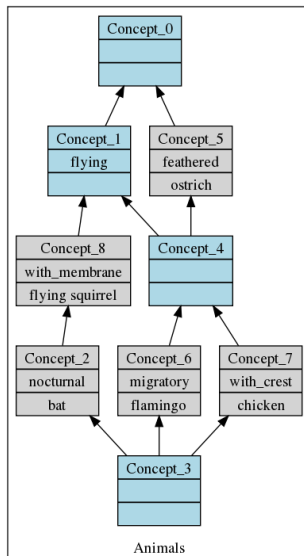 Concept_0
Concept_1
flying
Concept_5
feathered
ostrich
Concept_8
with_membrane
flying squirrel
Concept_4
Concept_2
nocturnal
bat
Concept_6
migratory
flamingo
Concept_7
with_crest
chicken
Concept_3
Animals